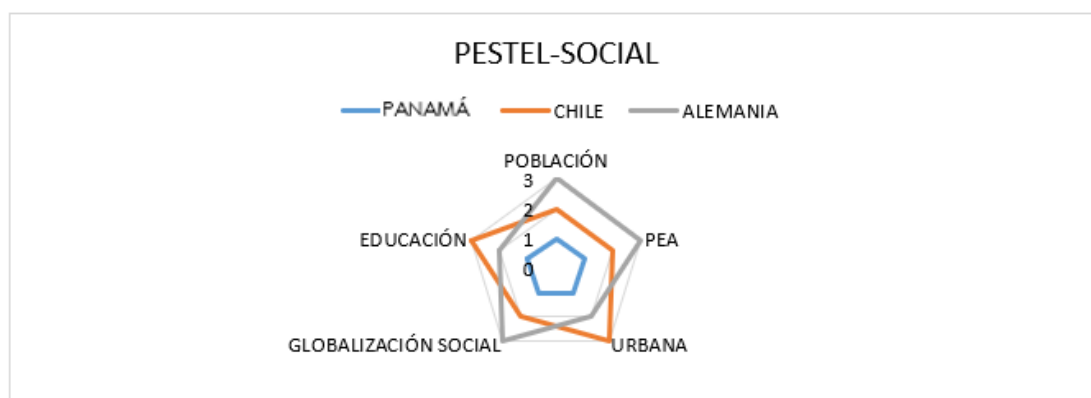 PESTEL-SOCIAL
PANAMÁ CHILE ALEMANIA
POBLACIÓN
3
2
EDUCACIÓN 1 PEA
0
GLOBALIZACIÓN SOCIAL URBANA